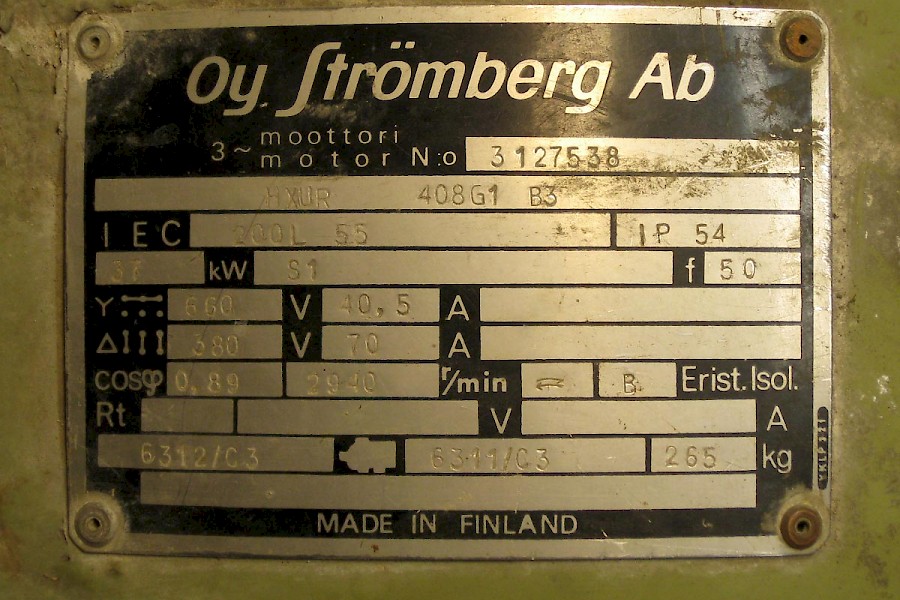 Oy Strömberg Ab
3~ moottori
motor N:o 3127538
HXUR 408G1 B3
IEC 200L 55 IP 54
37 kW S1 f 50
Y 660 V 40,5 A
Δ 380 V 70 A
cosφ 0,89 2940 r/min B Erist. Isol.
Rt V A
6312/C3 6311/C3 265 kg
MADE IN FINLAND